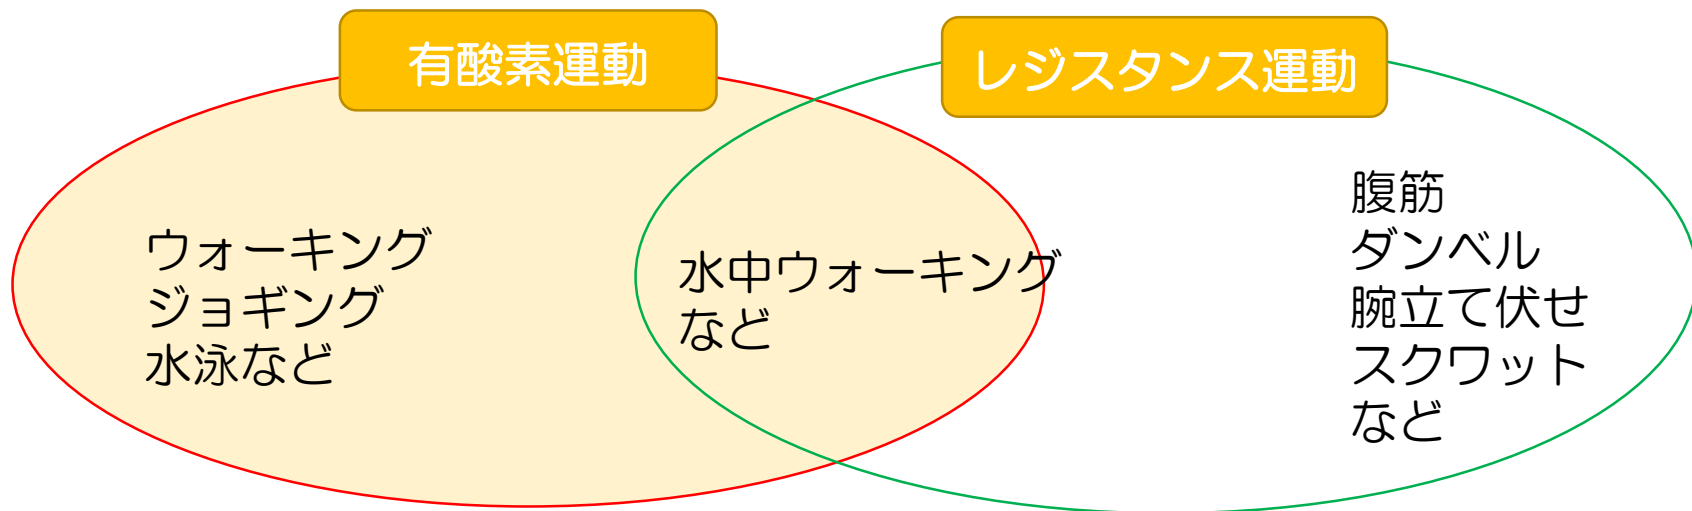 有酸素運動
レジスタンス運動
ウォーキング
ジョギング
水泳など
水中ウォーキング
など
腹筋
ダンベル
腕立て伏せ
スクワット
など